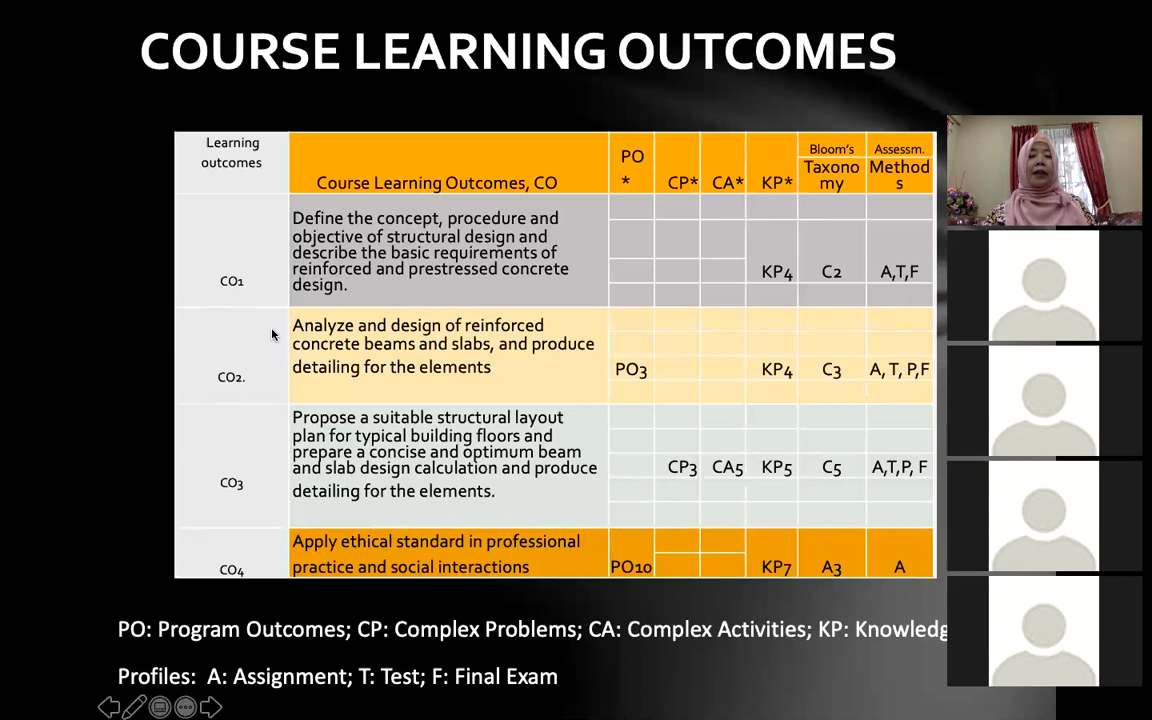 COURSE LEARNING OUTCOMES
Learning
outcomes
Course Learning Outcomes, CO
PO
*
CP*
CA*
KP*
Bloom's
Taxono
my
Assessm.
Method
s
CO1
Define the concept, procedure and
objective of structural design and
describe the basic requirements of
reinforced and prestressed concrete
design.
KP4
C2
A,T,F
CO2.
Analyze and design of reinforced
concrete beams and slabs, and produce
detailing for the elements
PO3
KP4
C3
A, T, P,F
CO3
Propose a suitable structural layout
plan for typical building floors and
prepare a concise and optimum beam
and slab design calculation and produce
detailing for the elements.
CP3
CA5
KP5
C5
A,T,P, F
CO4
Apply ethical standard in professional
practice and social interactions
PO10
KP7
A3
A
PO: Program Outcomes; CP: Complex Problems; CA: Complex Activities; KP: Knowledg
Profiles: A: Assignment; T: Test; F: Final Exam